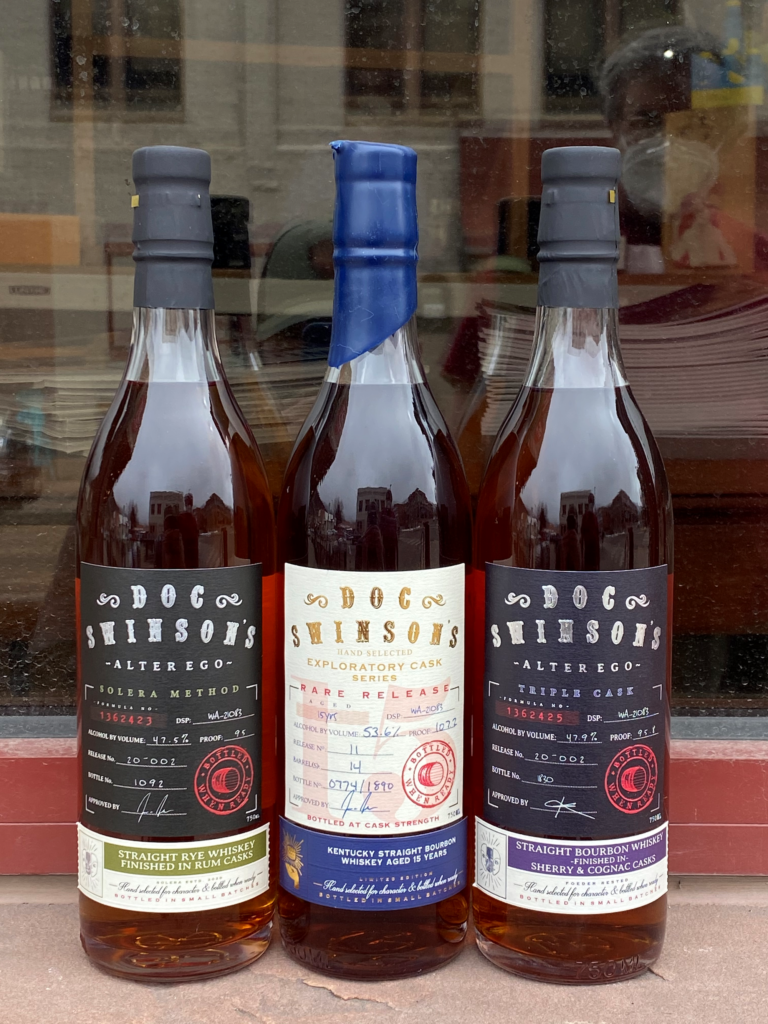 DOC
SWINSON'S
-ALTER EGO-
SOLERA METHOD
FORMULA NO-
1362423
DSP: WA-20183
ALCOHOL BY VOLUME: 47.5% PROOF: 95
RELEASE NO. 20-002
BOTTLE NO. 1092
APPROVED BY
BOTTLED
WHEN READY
750ML
STRAIGHT RYE WHISKEY
FINISHED IN RUM CASKS
Hand selected for character & bottled when ready
BOTTLED IN SMALL BATCHES
DOC
SWINSON'S
HAND SELECTED
EXPLORATORY CASK
SERIES
RARE RELEASE
AGED
15yrs DSP: WA-20183
ALCOHOL BY VOLUME: 53.6% PROOF: 107.2
RELEASE Nº 11
BARRELS: 14
BOTTLE Nº 0774/1890
APPROVED BY
BOTTLED
WHEN READY
750ML
BOTTLED AT CASK STRENGTH
KENTUCKY STRAIGHT BOURBON
WHISKEY AGED 15 YEARS
LIMITED EDITION
Hand selected for character & bottled when ready
BOTTLED IN SMALL BATCHES
DOC
SWINSON'S
-ALTER EGO-
TRIPLE CASK
FORMULA NO-
1362425
DSP: WA-20183
ALCOHOL BY VOLUME: 47.9% PROOF: 95.8
RELEASE NO. 20-002
BOTTLE NO. 1830
APPROVED BY
BOTTLED
WHEN READY
750ML
STRAIGHT BOURBON WHISKEY
-FINISHED IN-
SHERRY & COGNAC CASKS
Hand selected for character & bottled when ready
BOTTLED IN SMALL BATCHES